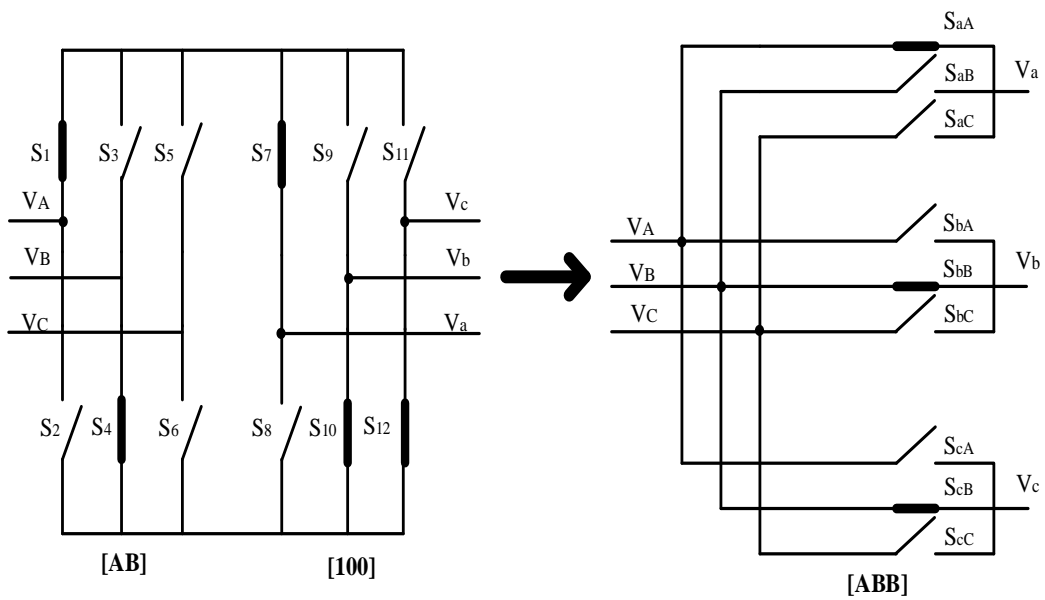 S1 S3 S5 S7 S9 S11
VA Vc
VB Vb
VC Va
S2 S4 S6 S8 S10 S12
[AB] [100]
SaA
SaB Va
SaC
VA SbA
VB SbB Vb
VC SbC
ScA
ScB Vc
ScC
[ABB]